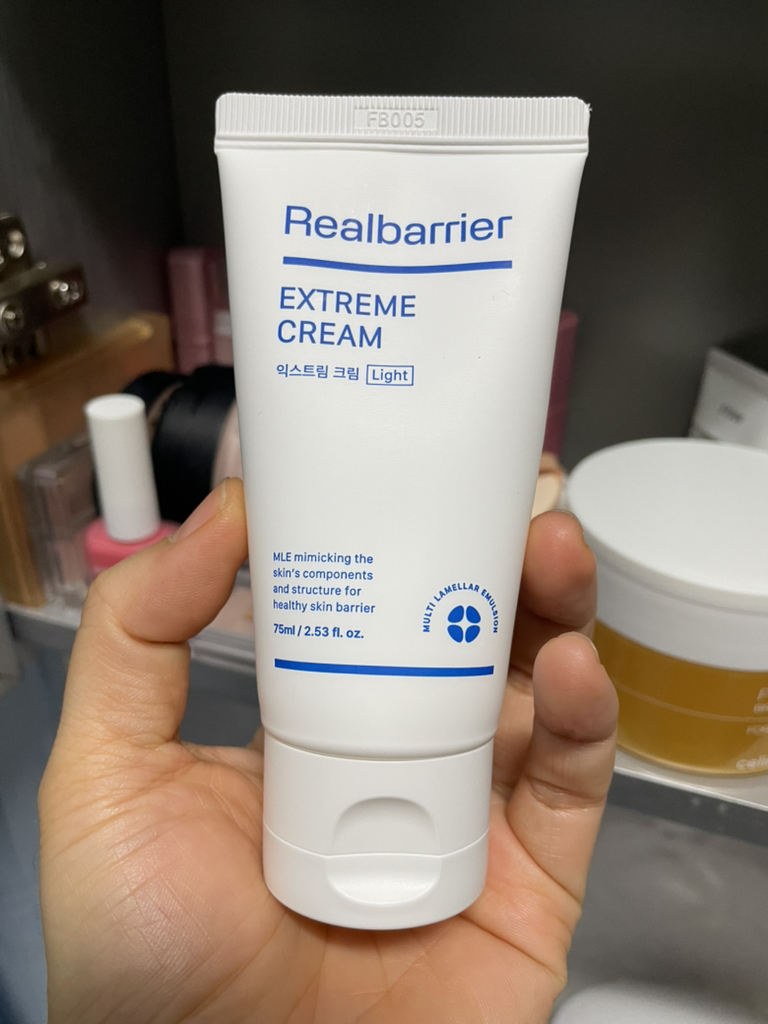 FB005
Realbarrier
EXTREME
CREAM
익스트림 크림 Light
MLE mimicking the
skin's components
and structure for
healthy skin barrier
75ml / 2.53 fl. oz.
MULTI LAMELLAR EMULSION